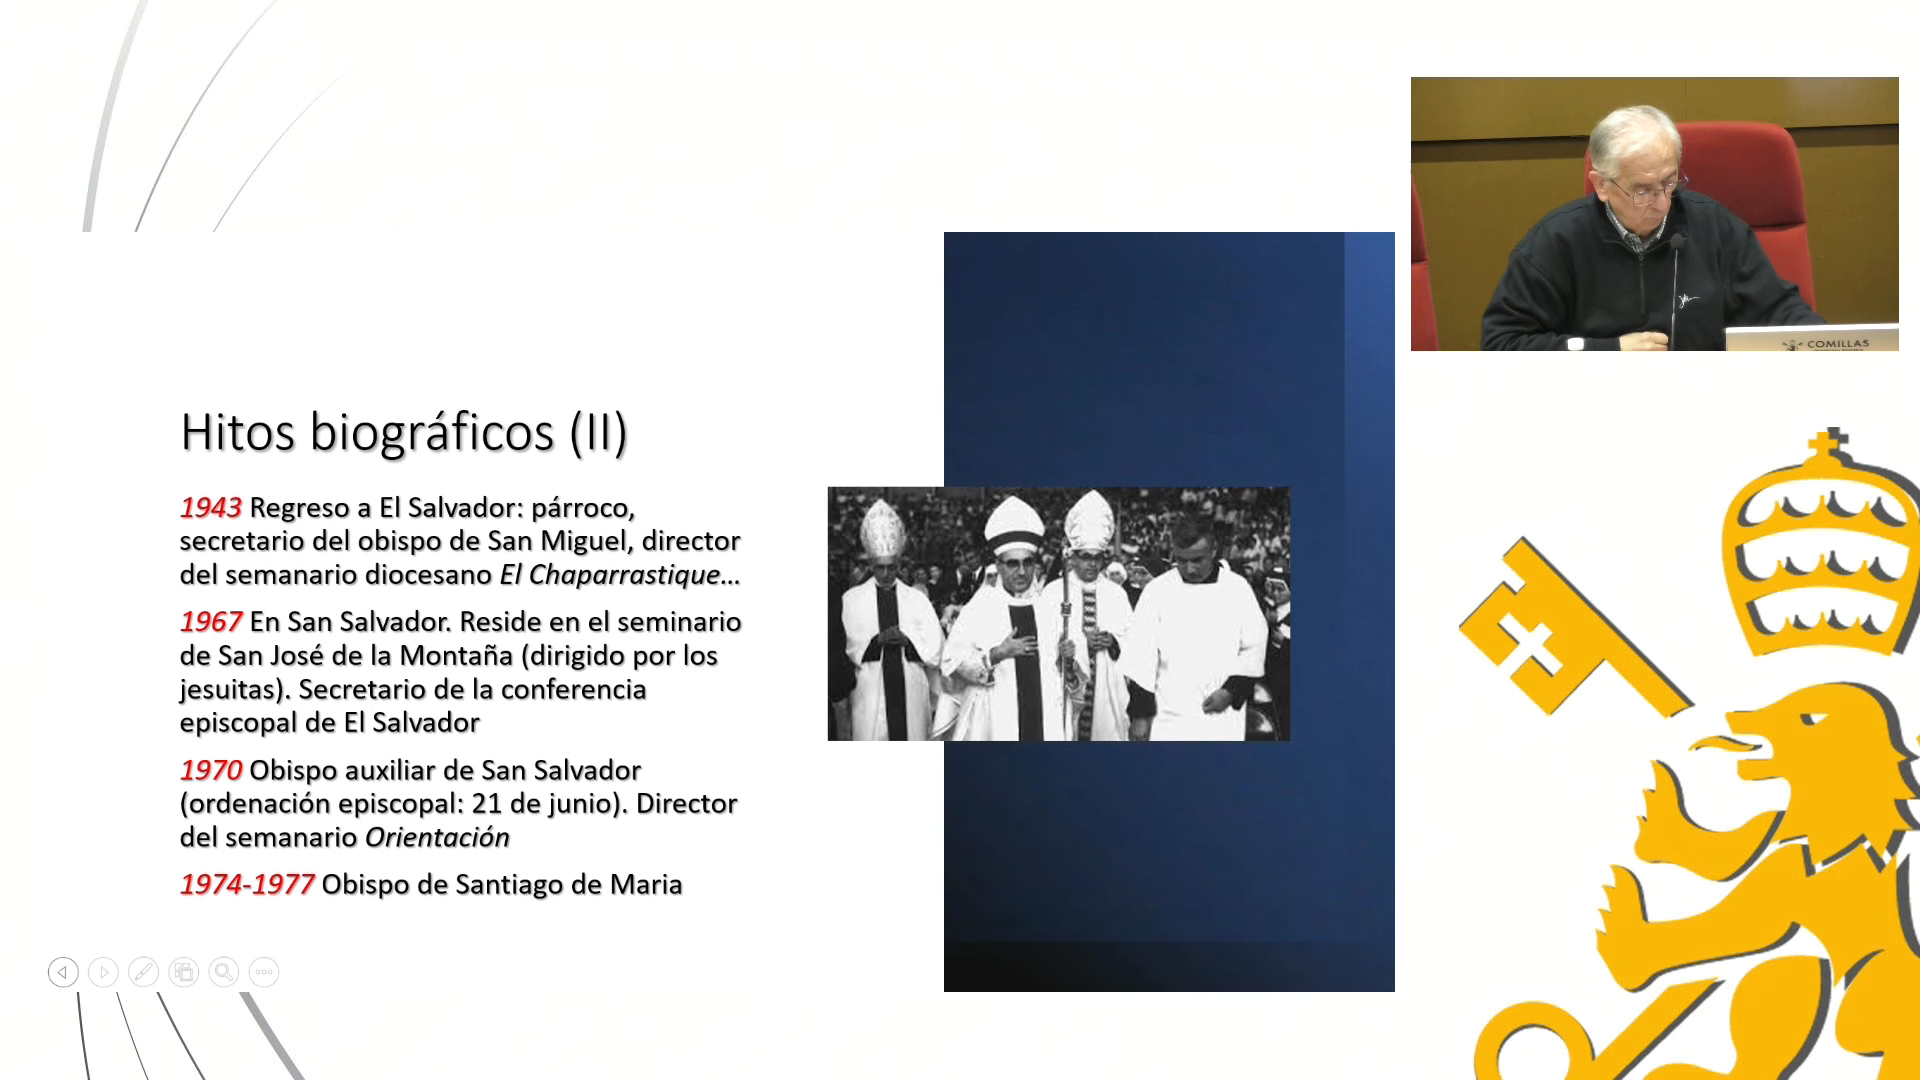 Hitos biográficos (II)
1943 Regreso a El Salvador: párroco,
secretario del obispo de San Miguel, director
del semanario diocesano El Chaparrastique...
1967 En San Salvador. Reside en el seminario
de San José de la Montaña (dirigido por los
jesuitas). Secretario de la conferencia
episcopal de El Salvador
1970 Obispo auxiliar de San Salvador
(ordenación episcopal: 21 de junio). Director
del semanario Orientación
1974-1977 Obispo de Santiago de Maria
COMILLAS